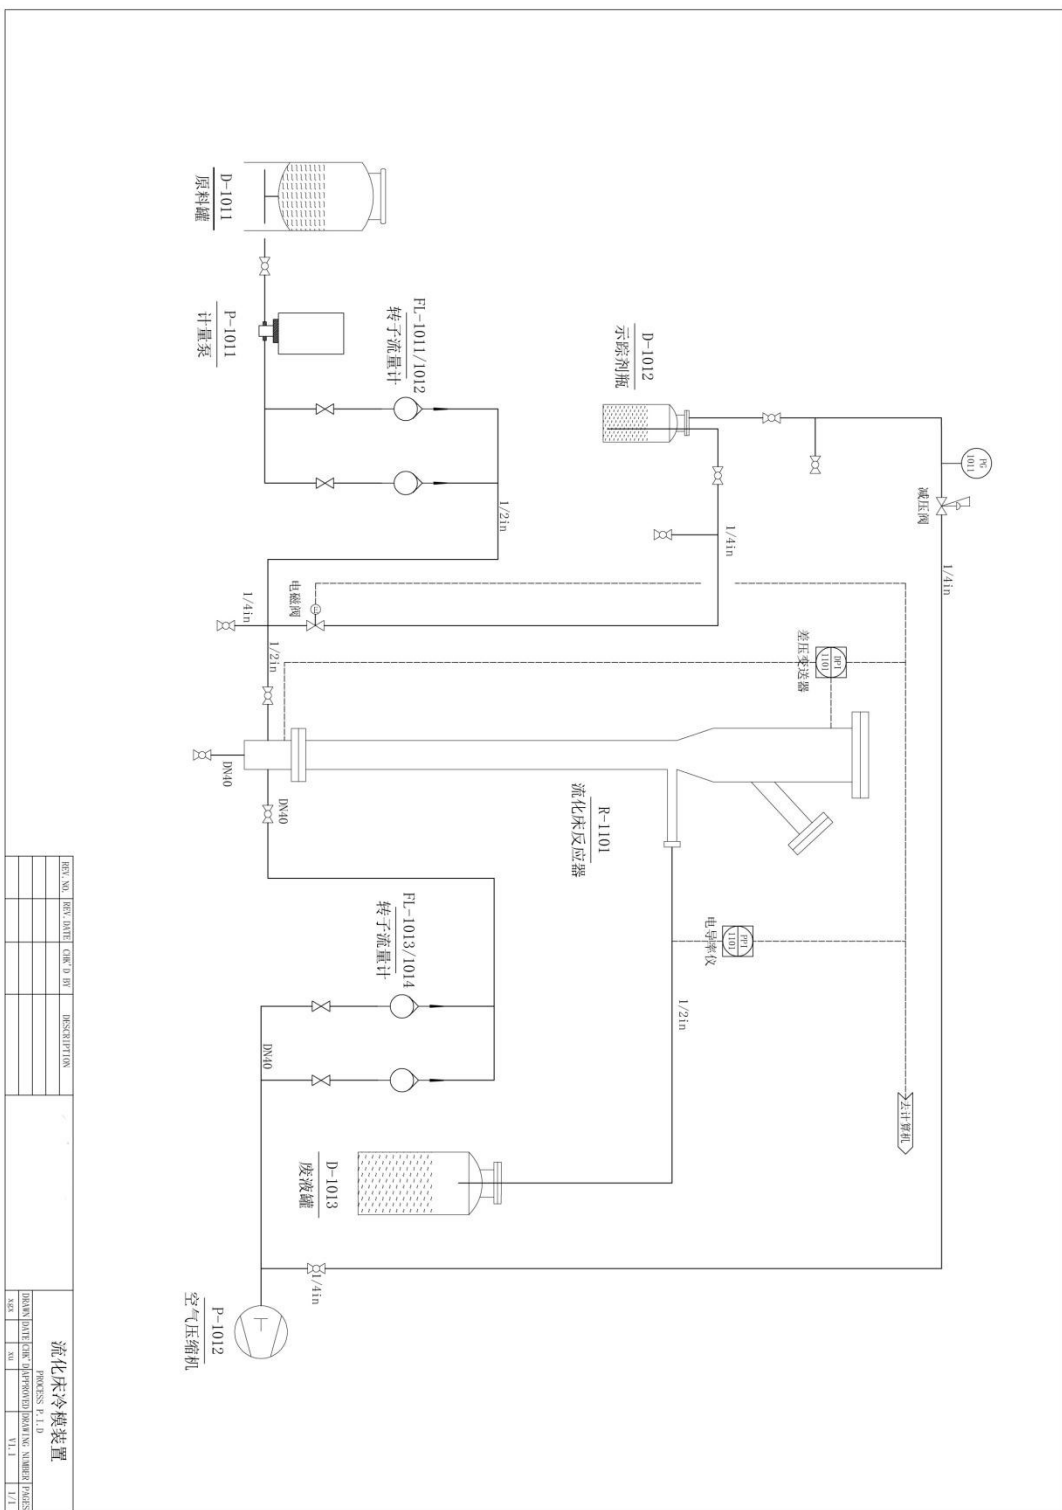 PG
1011
减压阀
1/4in
去计算机
DPI
1101
差压变送器
1/4in
PPI
1101
电导率仪
1/2in
D-1012
示踪剂瓶
R-1101
流化床反应器
1/2in
FL-1011/1012
转子流量计
FL-1013/1014
转子流量计
D-1013
废液罐
电磁阀
E
1/4in
1/2in
1/4in
DN40
DN40
DN40
D-1011
原料罐
P-1011
计量泵
P-1012
空气压缩机
REV. NO. REV. DATE CHK' D BY DESCRIPTION
流化床冷模装置
PROCESS P. I. D
DRAWN DATE CHK' D APPROVED DRAWING NUMBER PAGES
xgx xu V1.1 1/1